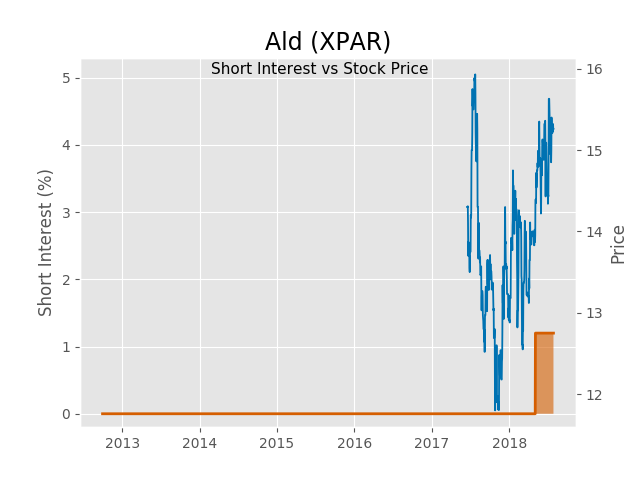 Ald (XPAR)
Short Interest vs Stock Price
Short Interest (%)
5
4
3
2
1
0
16
15
14
13
12
Price
2013 2014 2015 2016 2017 2018